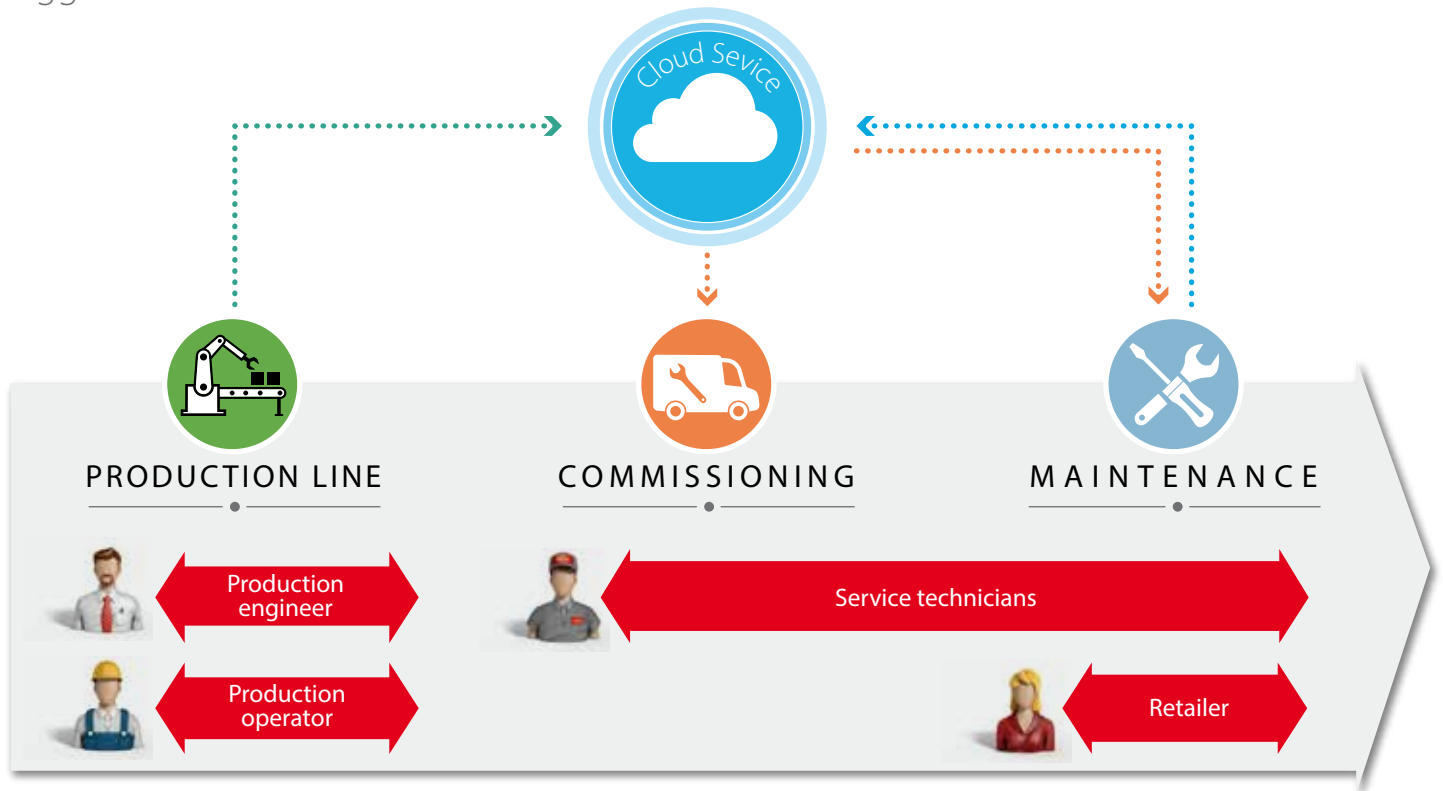 Cloud Sevice
PRODUCTION LINE
COMMISSIONING
MAINTENANCE
Production
engineer
Service technicians
Production
operator
Retailer